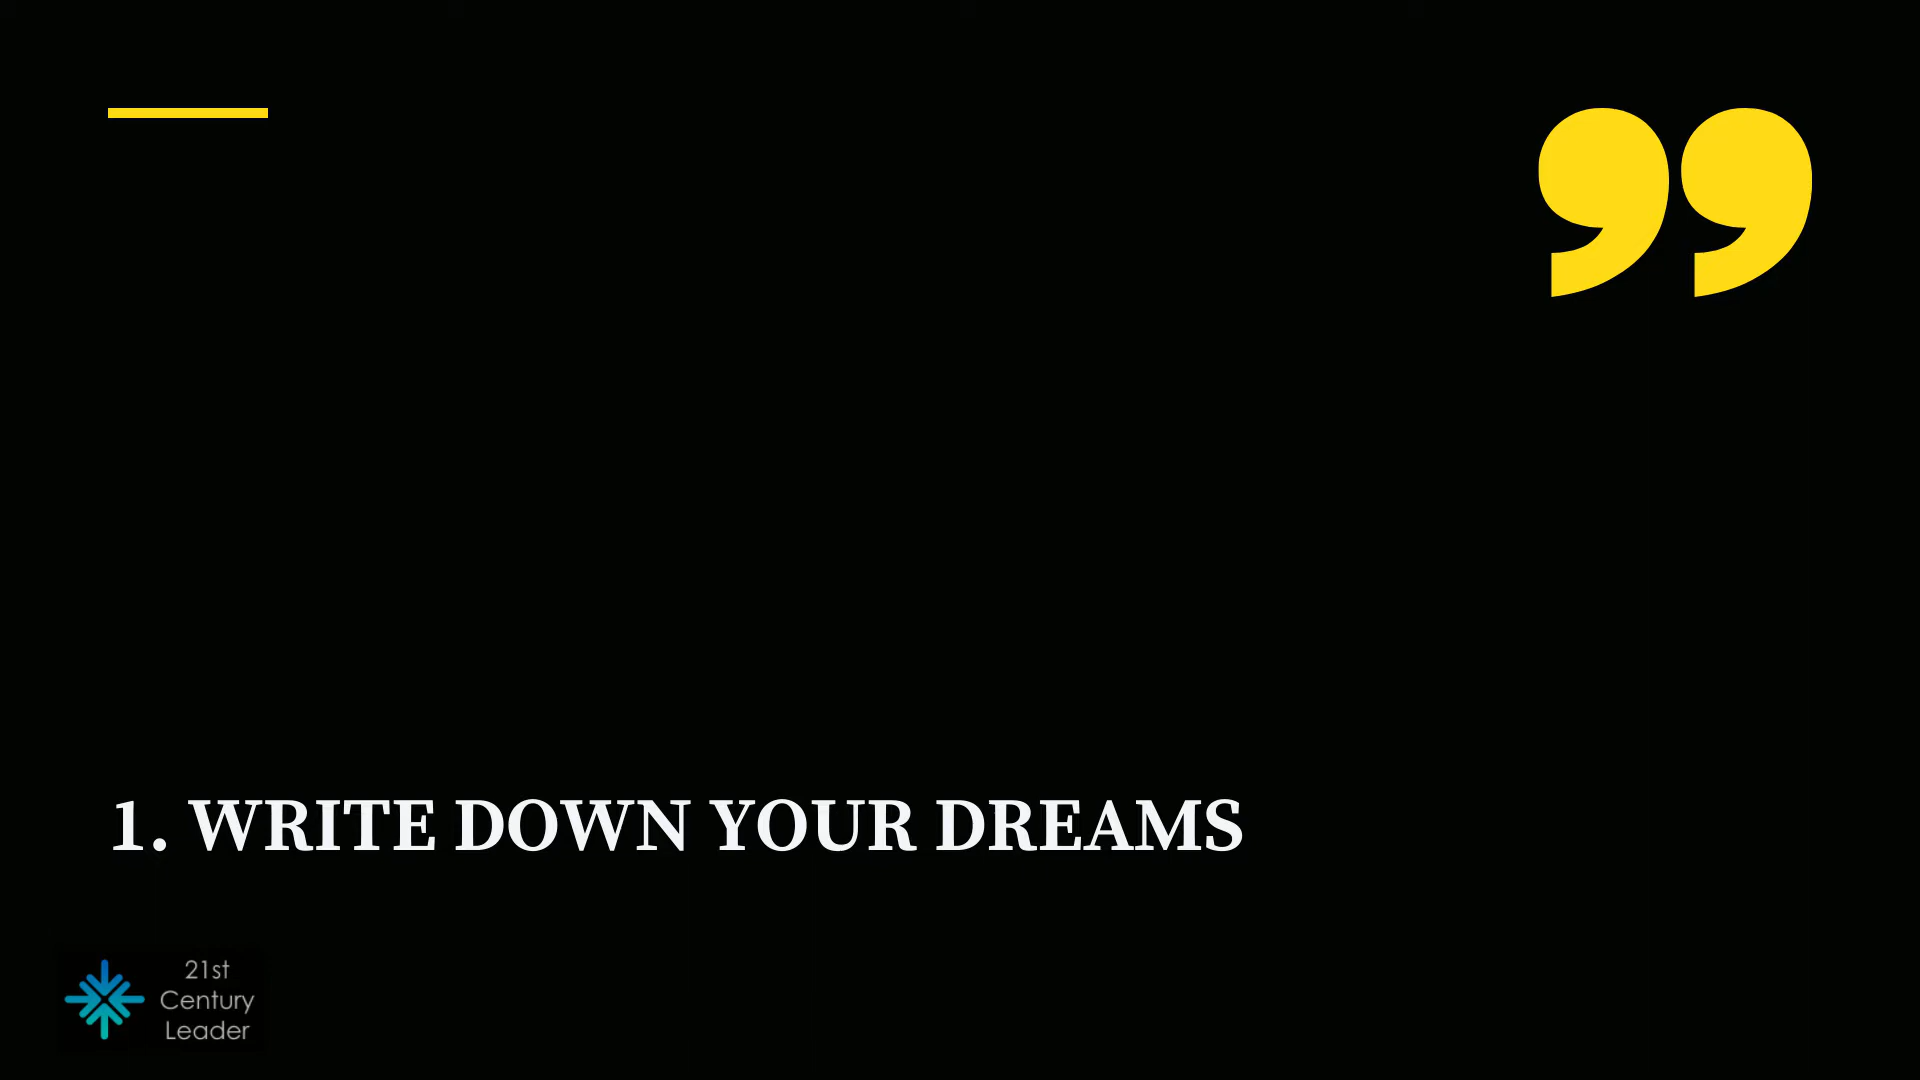 ”
1. WRITE DOWN YOUR DREAMS
21st
Century
Leader